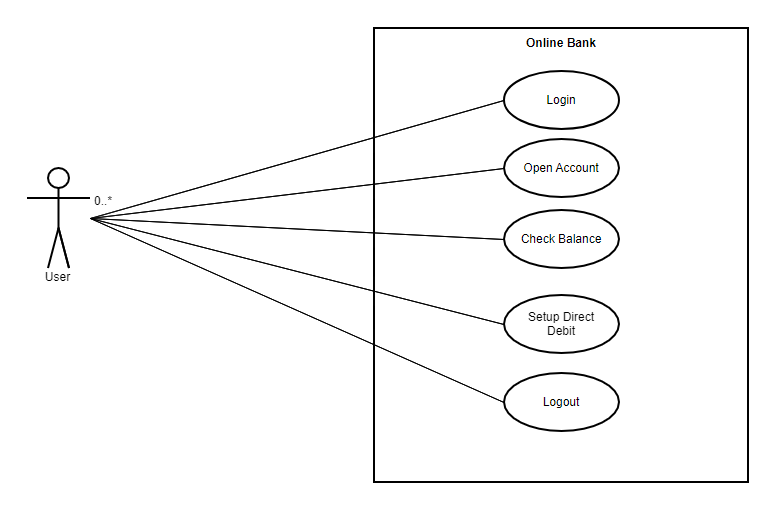 Online Bank
Login
Open Account
0..*
Check Balance
User
Setup Direct
Debit
Logout